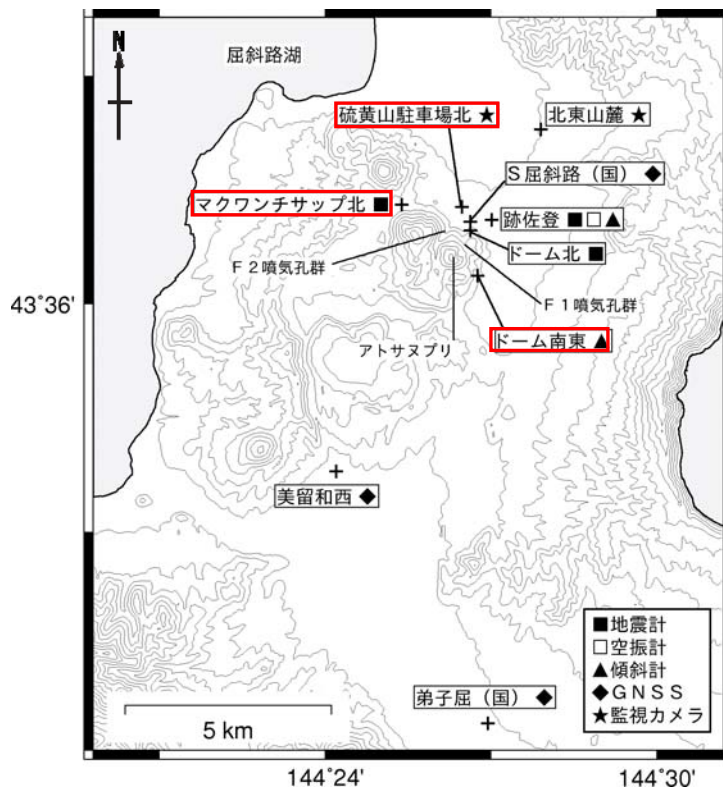 N
屈斜路湖
硫黄山駐車場北 ★
北東山麓 ★
S屈斜路（国） ◆
マクワンチサップ北 ■
跡佐登 ■ □ ▲
ドーム北 ■
F2噴気孔群
F1噴気孔群
43°36'
ドーム南東 ▲
アトサヌプリ
美留和西 ◆
■地震計
□空振計
▲傾斜計
◆GNSS
★監視カメラ
弟子屈（国） ◆
5 km
144°24'
144°30'